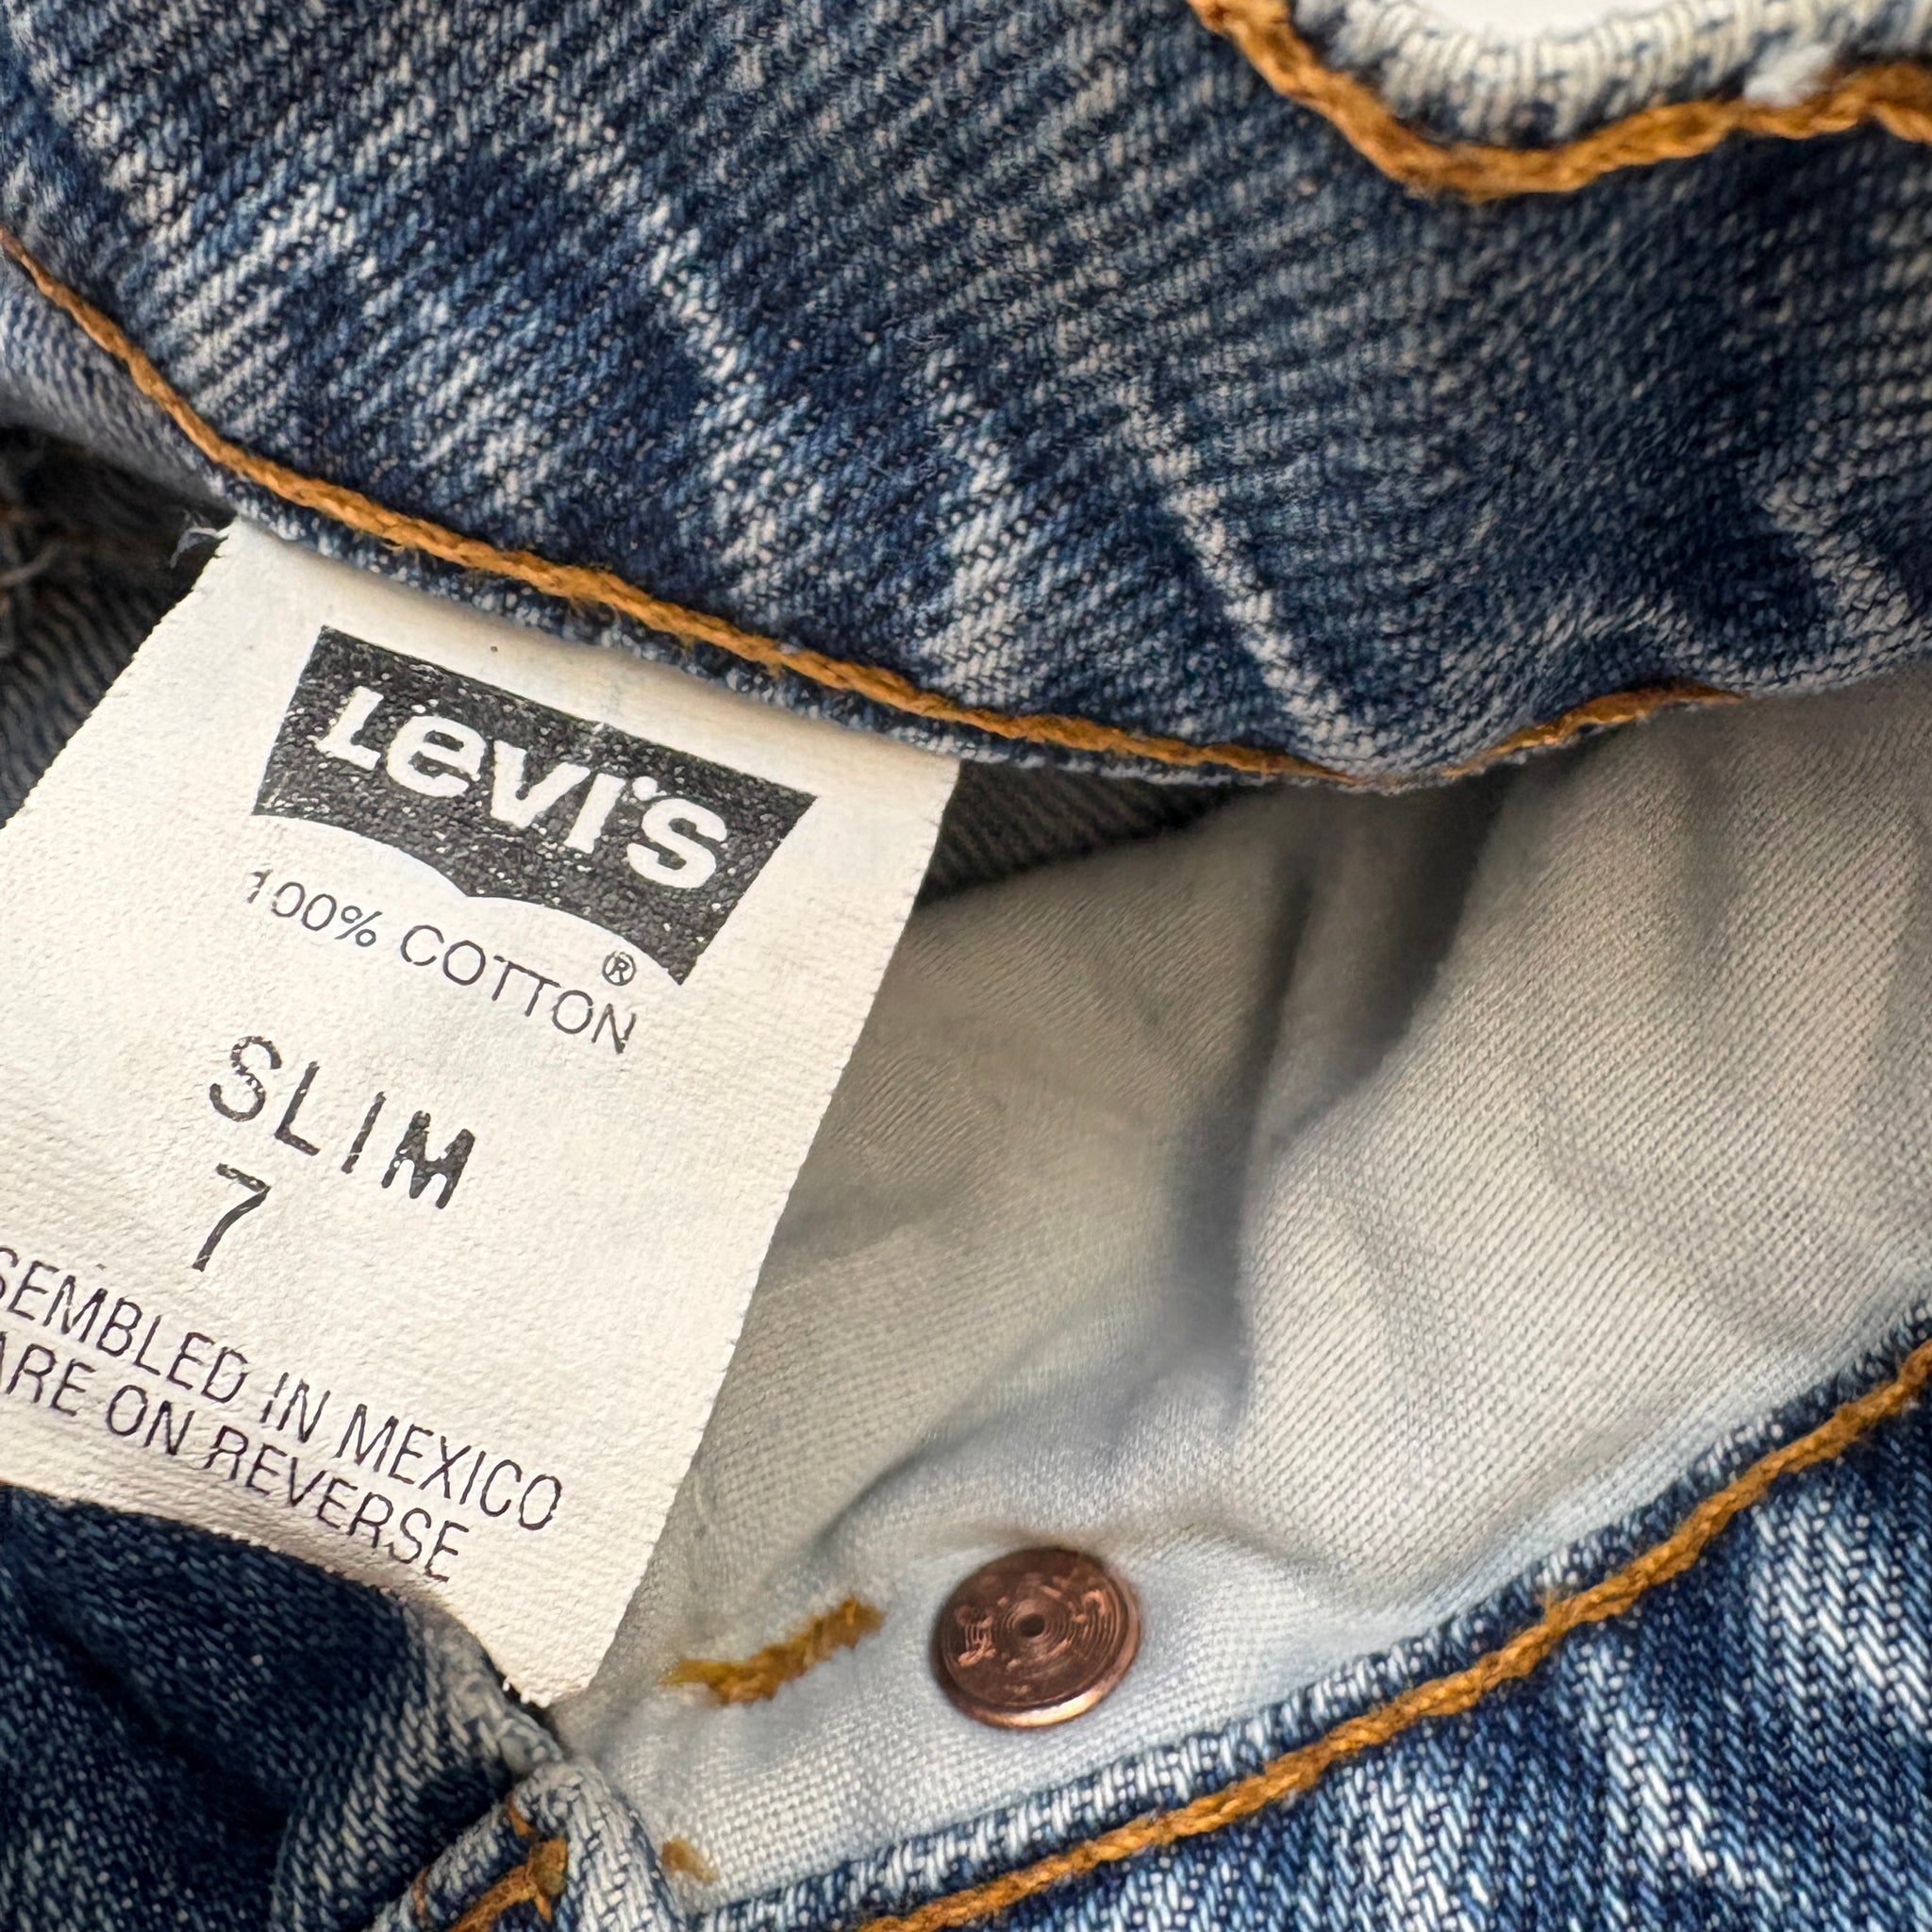 Levi's
®
100% COTTON
SLIM
7
SEMBLED IN MEXICO
ARE ON REVERSE